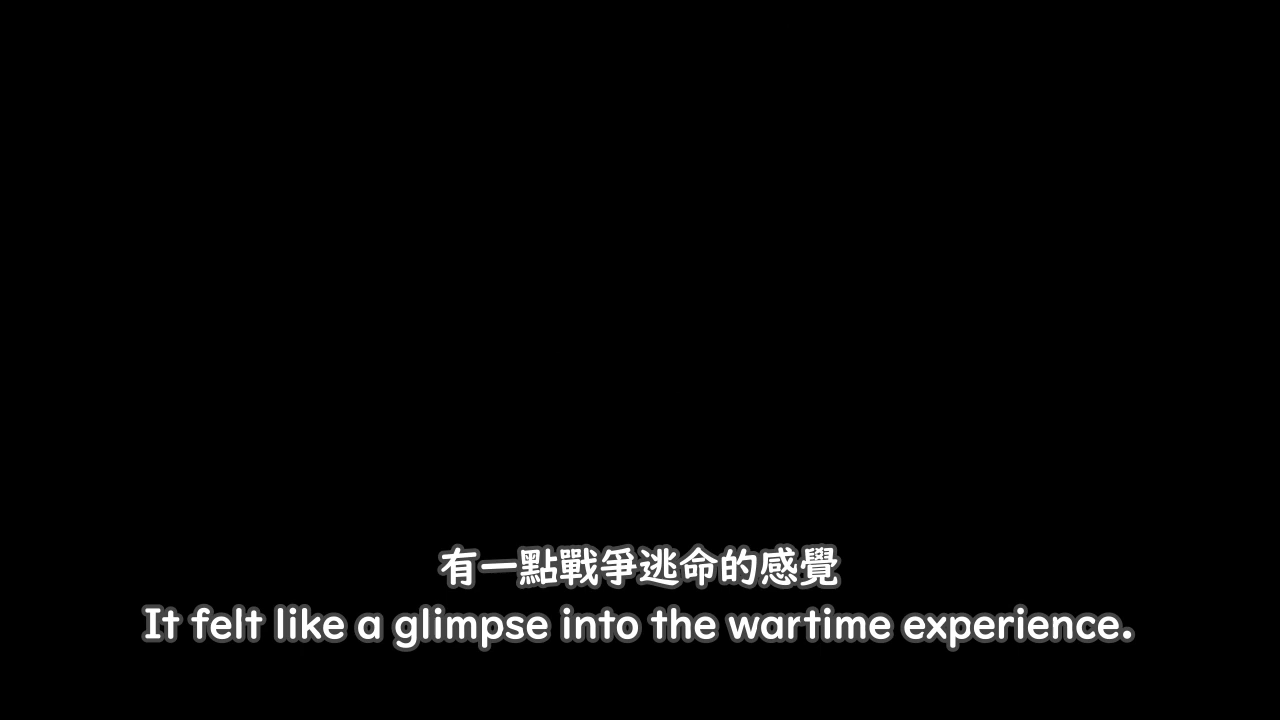 有一點戰爭逃命的感覺
It felt like a glimpse into the wartime experience.